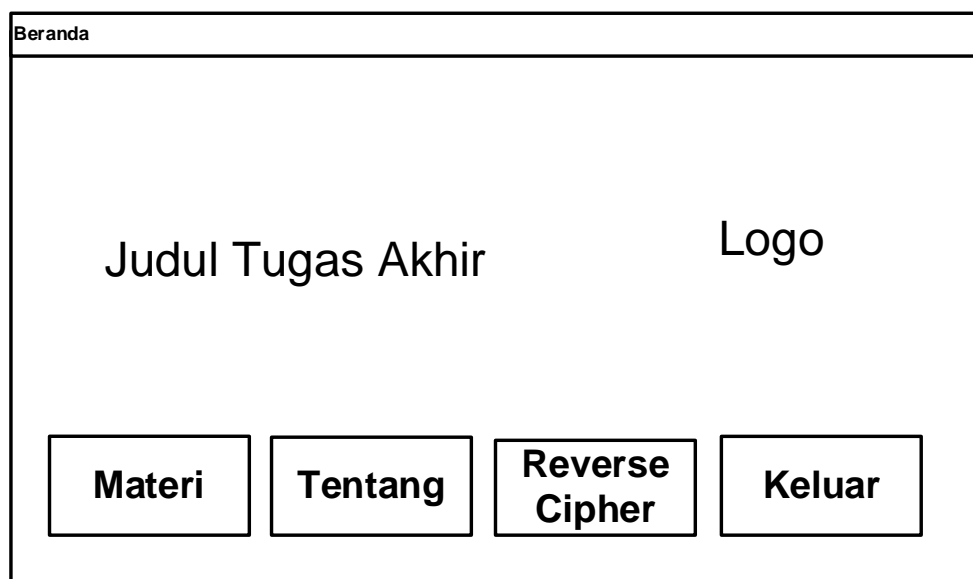 Beranda
Judul Tugas Akhir
Logo
Materi
Tentang
Reverse
Cipher
Keluar